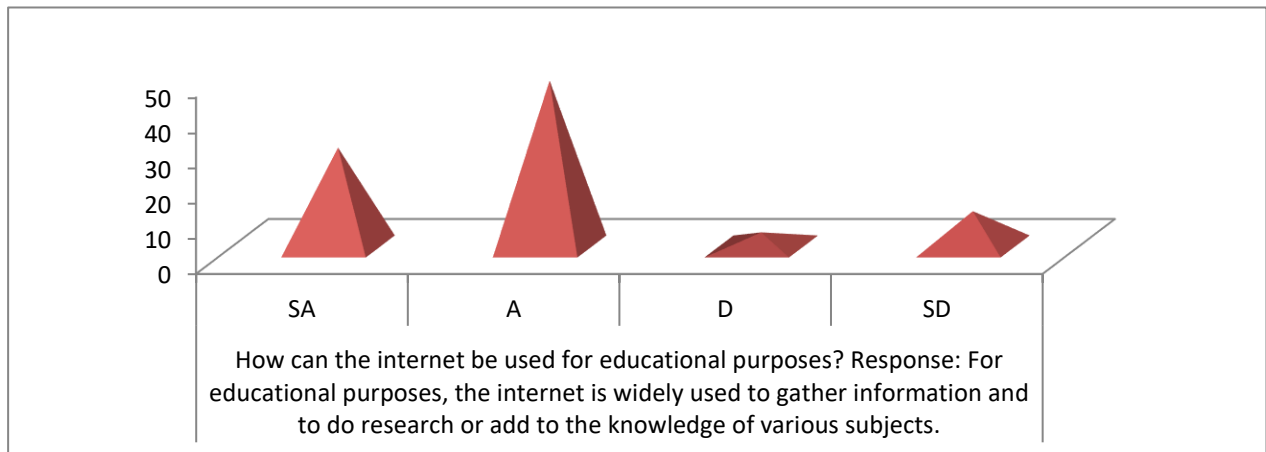 50
40
30
20
10
0
SA A D SD
How can the internet be used for educational purposes? Response: For
educational purposes, the internet is widely used to gather information and
to do research or add to the knowledge of various subjects.